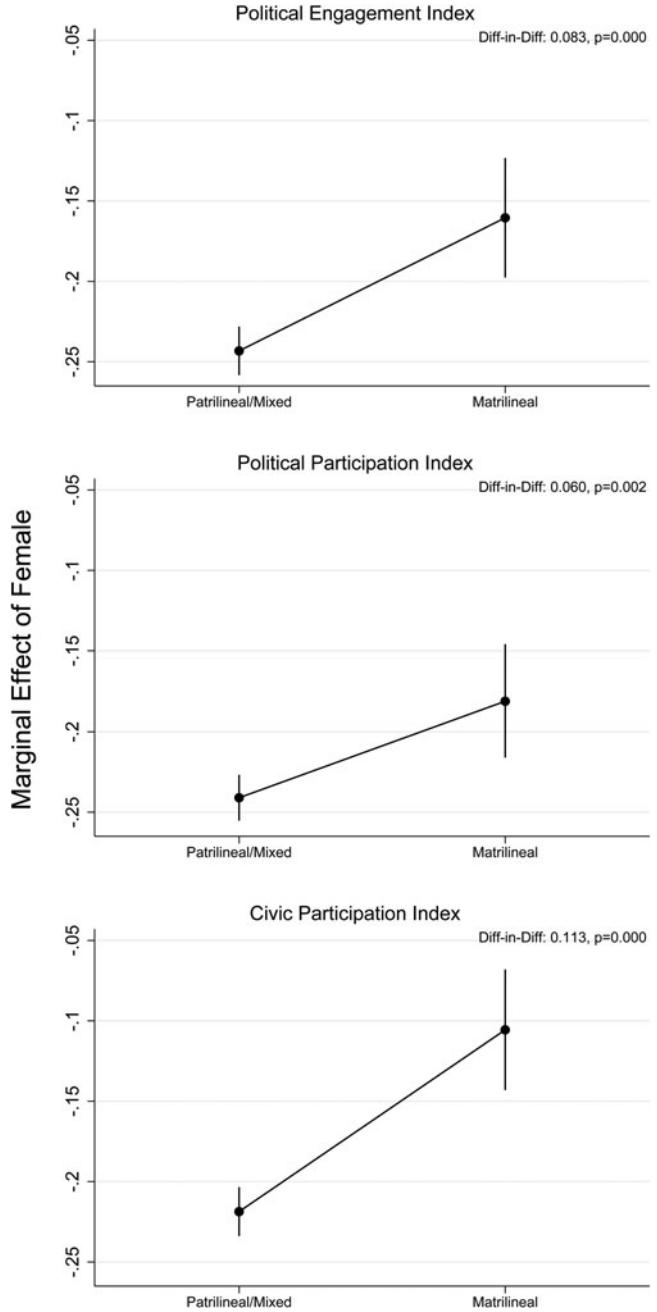 Political Engagement Index
Diff-in-Diff: 0.083, p=0.000
-.05
-.1
-.15
-.2
-.25
Patrilineal/Mixed
Matrilineal
Marginal Effect of Female
Political Participation Index
Diff-in-Diff: 0.060, p=0.002
-.05
-.1
-.15
-.2
-.25
Patrilineal/Mixed
Matrilineal
Civic Participation Index
Diff-in-Diff: 0.113, p=0.000
-.05
-.1
-.15
-.2
-.25
Patrilineal/Mixed
Matrilineal